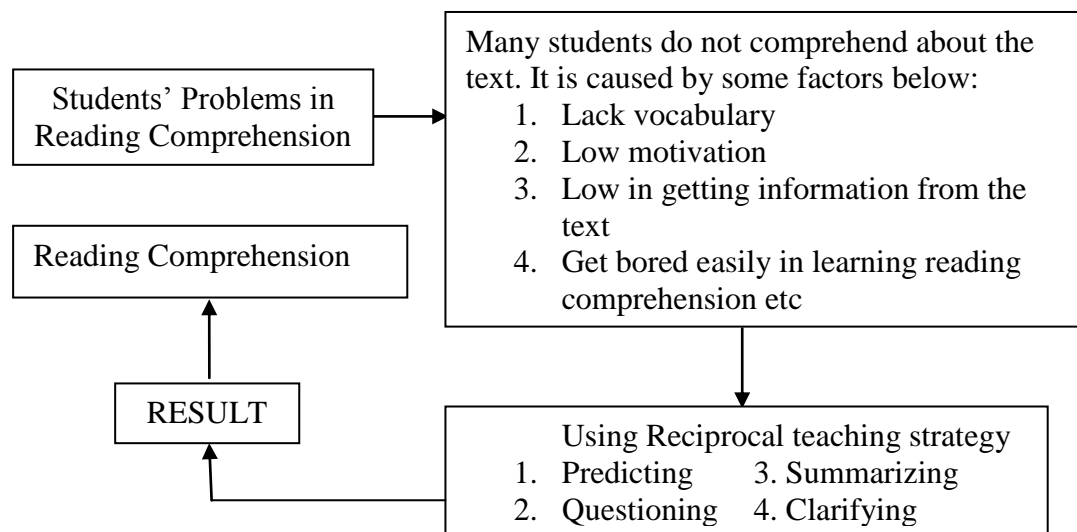 Students’ Problems in
Reading Comprehension
Many students do not comprehend about the
text. It is caused by some factors below:
1. Lack vocabulary
2. Low motivation
3. Low in getting information from the
text
4. Get bored easily in learning reading
comprehension etc
Using Reciprocal teaching strategy
1. Predicting 3. Summarizing
2. Questioning 4. Clarifying
RESULT
Reading Comprehension